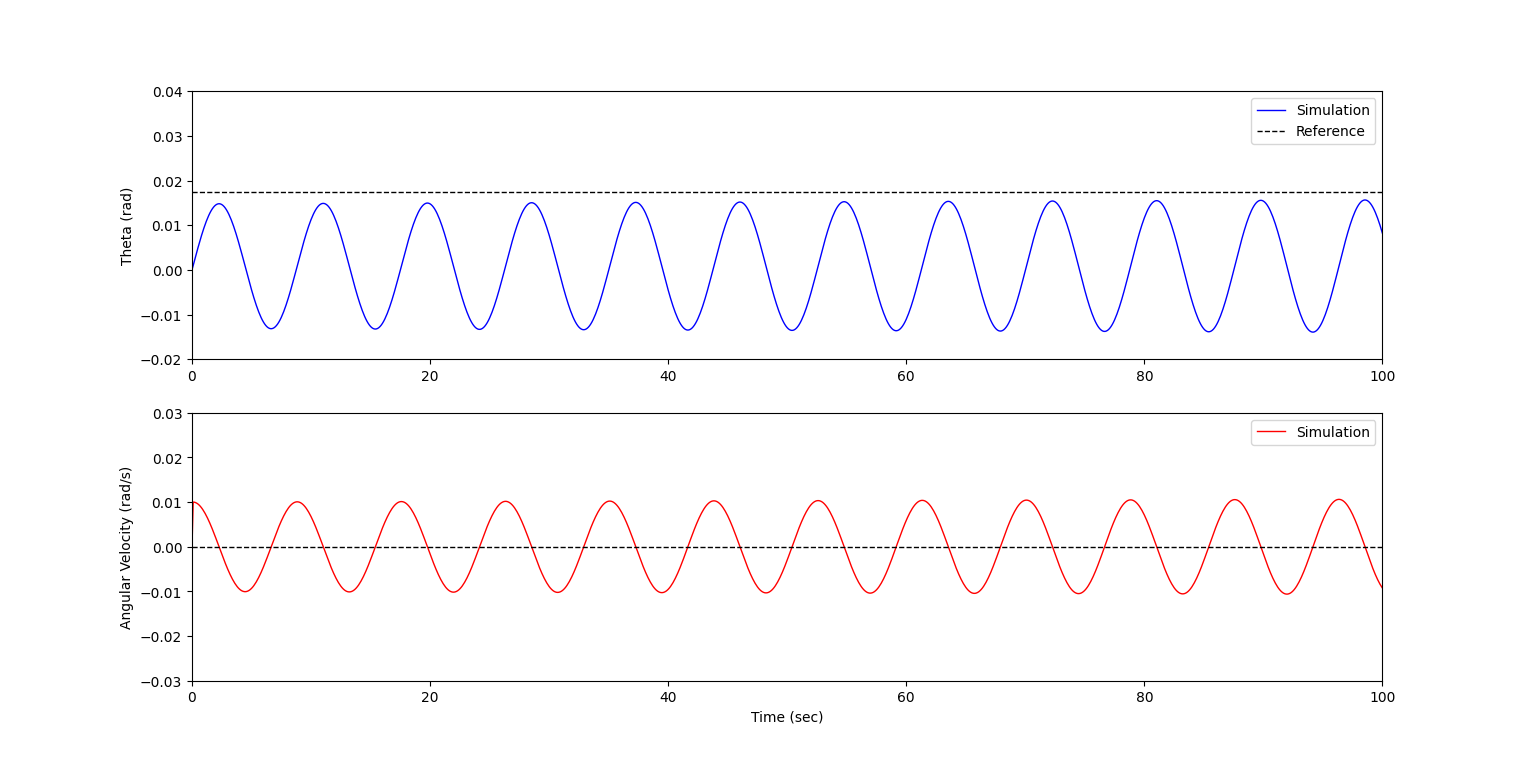 0.04
0.03
0.02
0.01
0.00
−0.01
−0.02
Theta (rad)
Simulation
Reference
0 20 40 60 80 100
0.03
0.02
0.01
0.00
−0.01
−0.02
−0.03
Angular Velocity (rad/s)
Simulation
0 20 40 60 80 100
Time (sec)